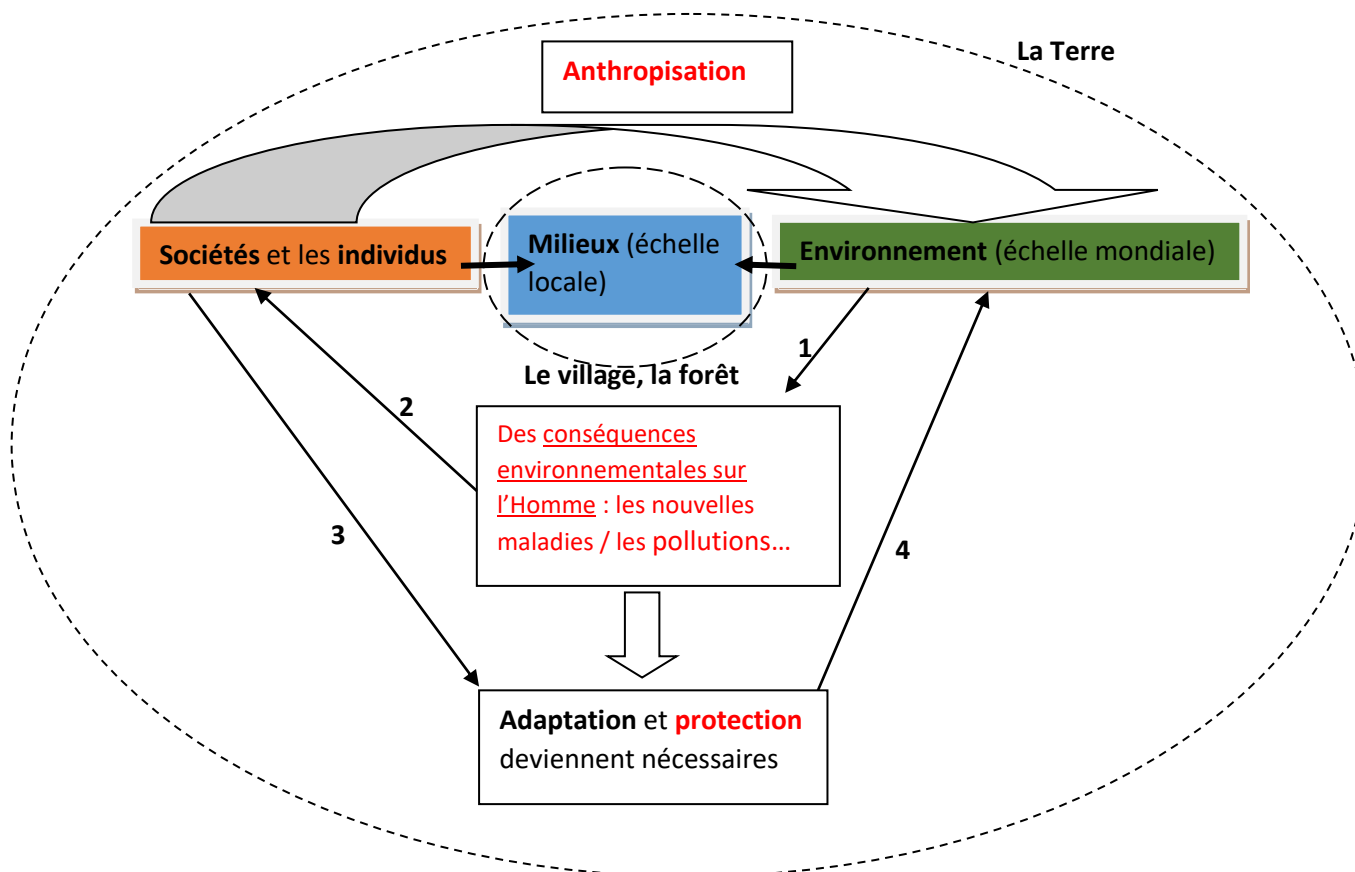 La Terre
Anthropisation
Sociétés et les individus
Milieux (échelle
locale)
Environnement (échelle mondiale)
1
Le village, la forêt
2
Des conséquences
environnementales sur
l’Homme : les nouvelles
maladies / les pollutions…
3
4
Adaptation et protection
deviennent nécessaires